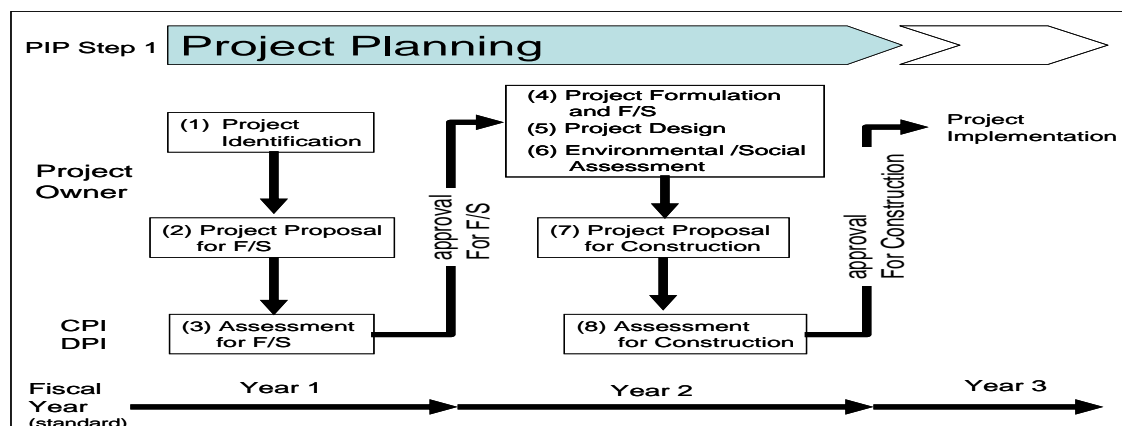 PIP Step 1
Project Planning
(1) Project
Identification
(2) Project Proposal
for F/S
(3) Assessment
for F/S
approval
For F/S
(4) Project Formulation
and F/S
(5) Project Design
(6) Environmental /Social
Assessment
(7) Project Proposal
for Construction
(8) Assessment
for Construction
approval
For Construction
Project
Implementation
Project
Owner
CPI
DPI
Fiscal
Year
(standard)
Year 1
Year 2
Year 3